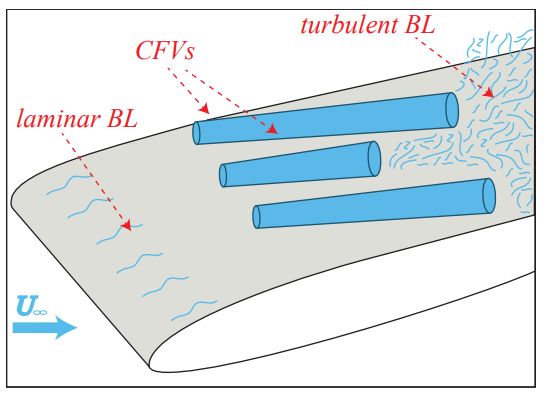 turbulent BL
CFVs
laminar BL
U∞